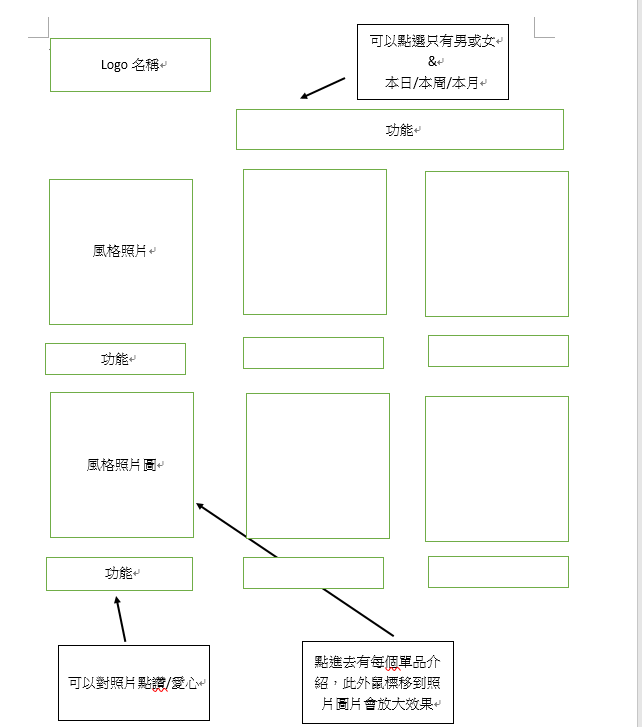 Logo 名稱
可以點選只有男或女
&
本日/本周/本月
功能
風格照片
功能
風格照片圖
功能
可以對照片點讚/愛心
點進去有每個單品介
紹，此外鼠標移到照
片圖片會放大效果